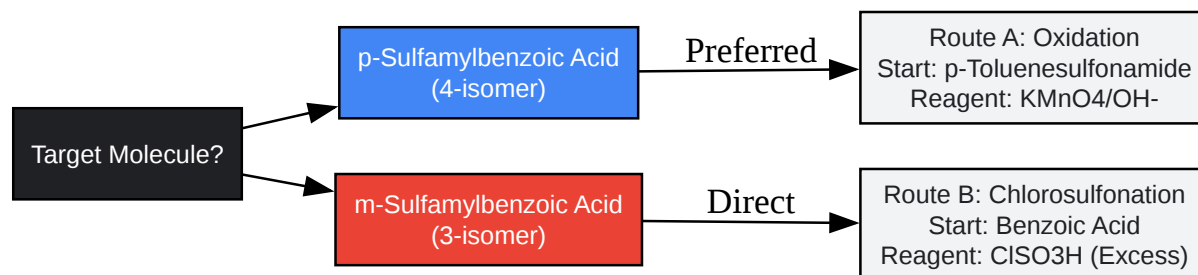 Target Molecule?
p-Sulfamylbenzoic Acid
(4-isomer)
Preferred
Route A: Oxidation
Start: p-Toluenesulfonamide
Reagent: KMnO4/OH-
m-Sulfamylbenzoic Acid
(3-isomer)
Direct
Route B: Chlorosulfonation
Start: Benzoic Acid
Reagent: ClSO3H (Excess)